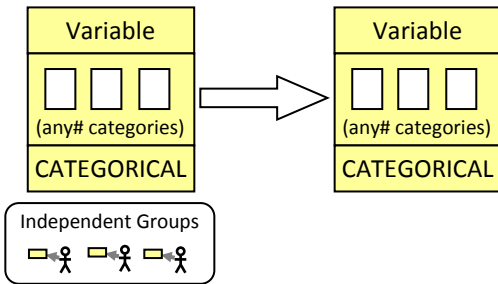 Variable
Variable
(any# categories)
(any# categories)
CATEGORICAL
CATEGORICAL
Independent Groups